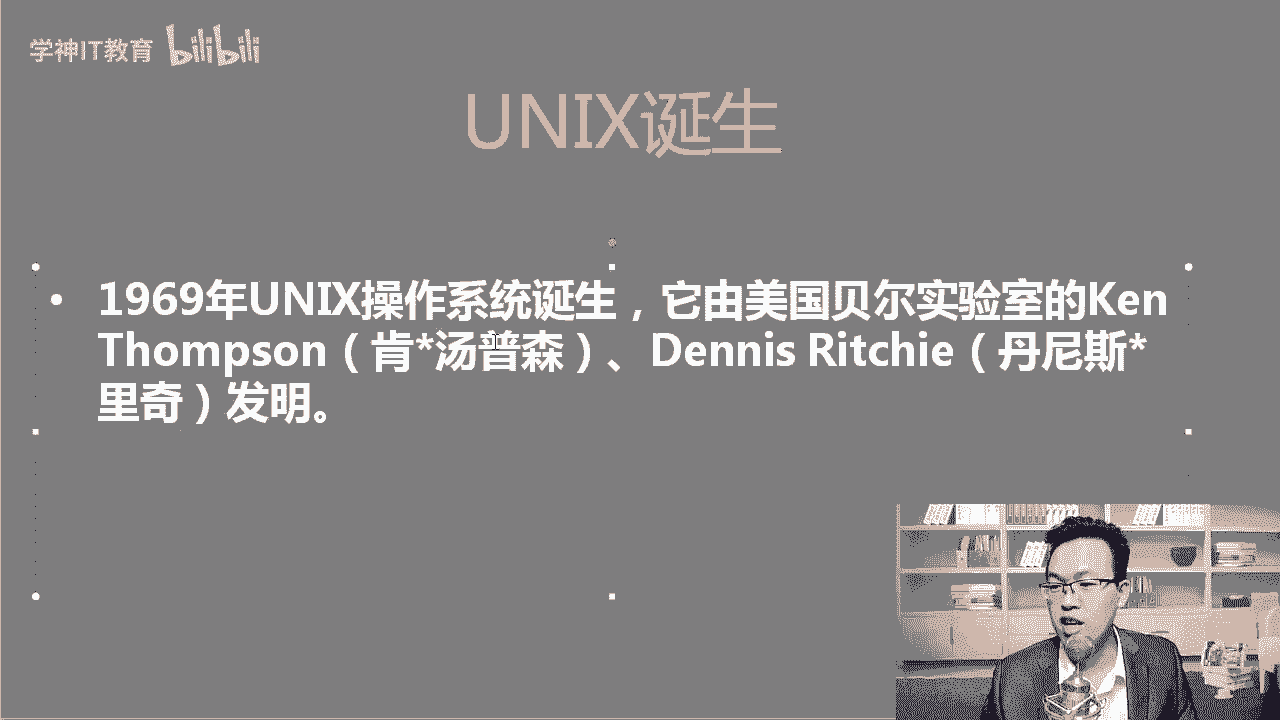 学神IT教育 bilibili
UNIX诞生
• 1969年UNIX操作系统诞生，它由美国贝尔实验室的Ken
Thompson（肯*汤普森）、Dennis Ritchie（丹尼斯*
里奇）发明。